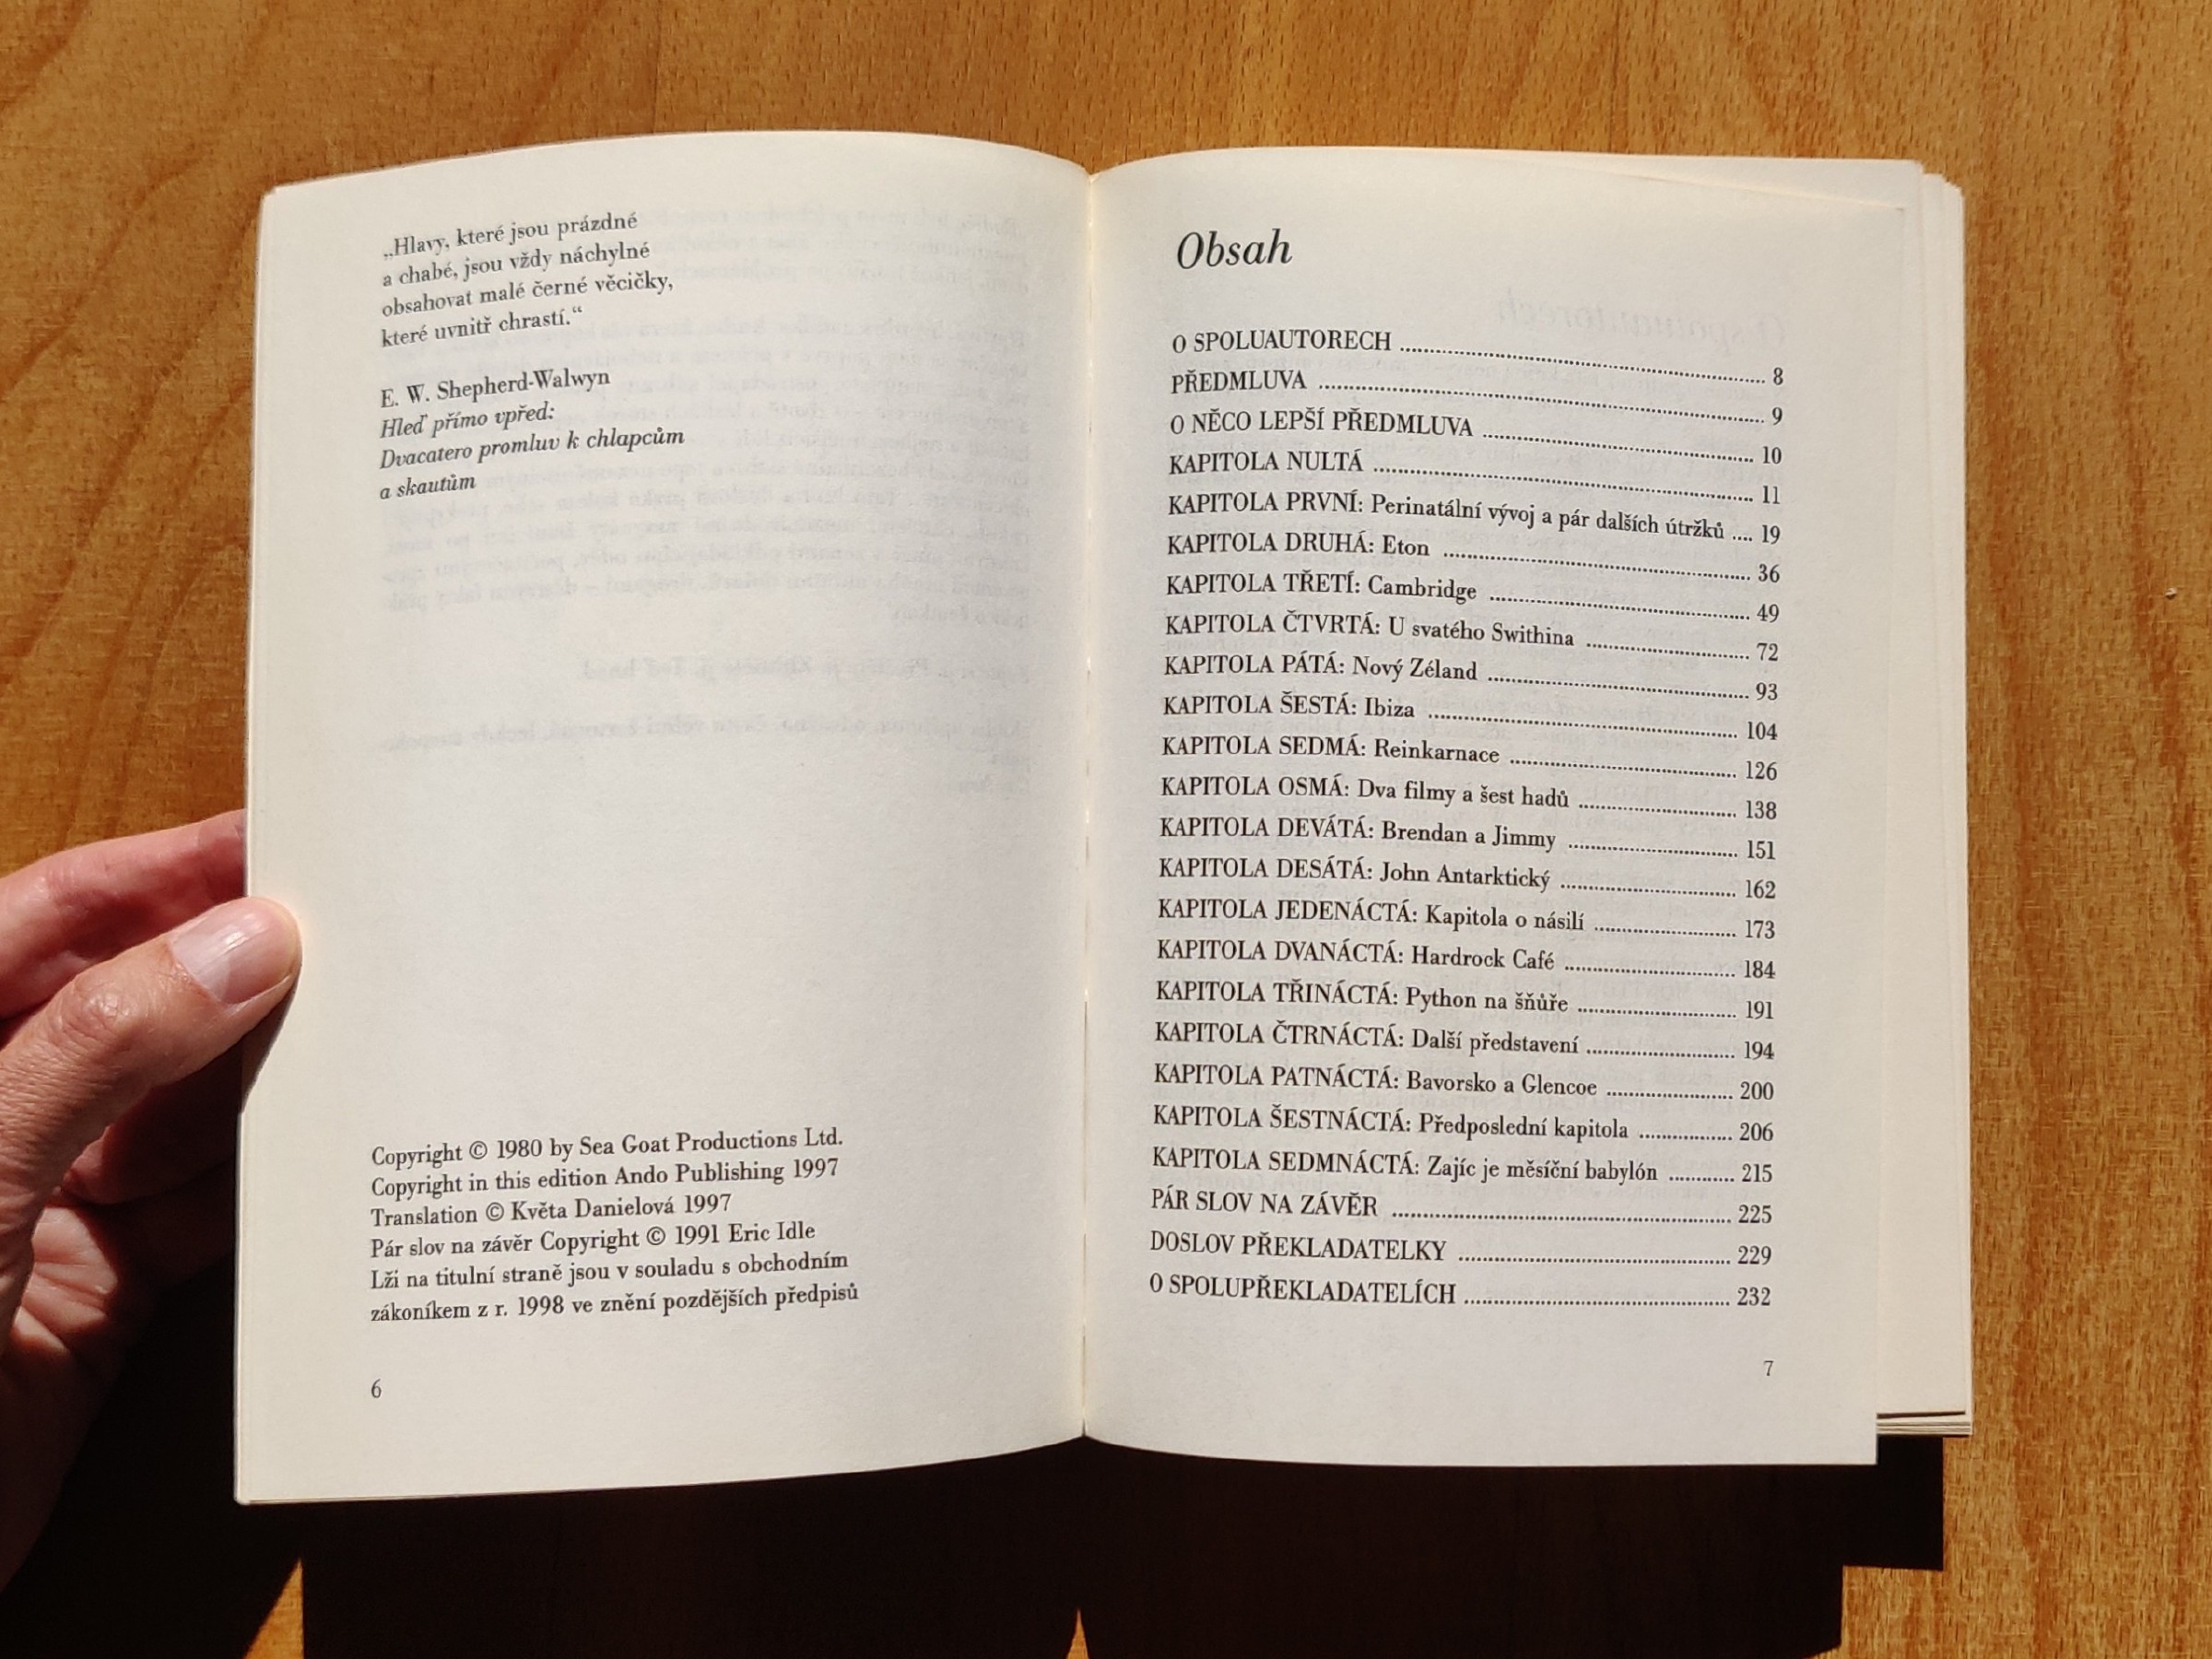 „Hlavy, které jsou prázdné
a chabé, jsou vždy náchylné
obsahovat malé černé věcičky,
které uvnitř chrastí.“
E. W. Shepherd-Walwyn
Hleď přímo vpřed:
Dvacatero promluv k chlapcům
a skautům
Copyright © 1980 by Sea Goat Productions Ltd.
Copyright in this edition Ando Publishing 1997
Translation © Květa Danielová 1997
Pár slov na závěr Copyright © 1991 Eric Idle
Lži na titulní straně jsou v souladu s obchodním
zákoníkem z r. 1998 ve znění pozdějších předpisů
6
Obsah
O SPOLUAUTORECH ........ 8
PŘEDMLUVA ........ 9
O NĚCO LEPŠÍ PŘEDMLUVA ........ 10
KAPITOLA NULTÁ ........ 11
KAPITOLA PRVNÍ: Perinatální vývoj a pár dalších útržků .... 19
KAPITOLA DRUHÁ: Eton ........ 36
KAPITOLA TŘETÍ: Cambridge ........ 49
KAPITOLA ČTVRTÁ: U svatého Swithina ........ 72
KAPITOLA PÁTÁ: Nový Zéland ........ 93
KAPITOLA ŠESTÁ: Ibiza ........ 104
KAPITOLA SEDMÁ: Reinkarnace ........ 126
KAPITOLA OSMÁ: Dva filmy a šest hadů ........ 138
KAPITOLA DEVÁTÁ: Brendan a Jimmy ........ 151
KAPITOLA DESÁTÁ: John Antarktický ........ 162
KAPITOLA JEDENÁCTÁ: Kapitola o násilí ........ 173
KAPITOLA DVANÁCTÁ: Hardrock Café ........ 184
KAPITOLA TŘINÁCTÁ: Python na šňůře ........ 191
KAPITOLA ČTRNÁCTÁ: Další představení ........ 194
KAPITOLA PATNÁCTÁ: Bavorsko a Glencoe ........ 200
KAPITOLA ŠESTNÁCTÁ: Předposlední kapitola ........ 206
KAPITOLA SEDMNÁCTÁ: Zajíc je měsíční babylón ........ 215
PÁR SLOV NA ZÁVĚR ........ 225
DOSLOV PŘEKLADATELKY ........ 229
O SPOLUPŘEKLADATELÍCH ........ 232
7